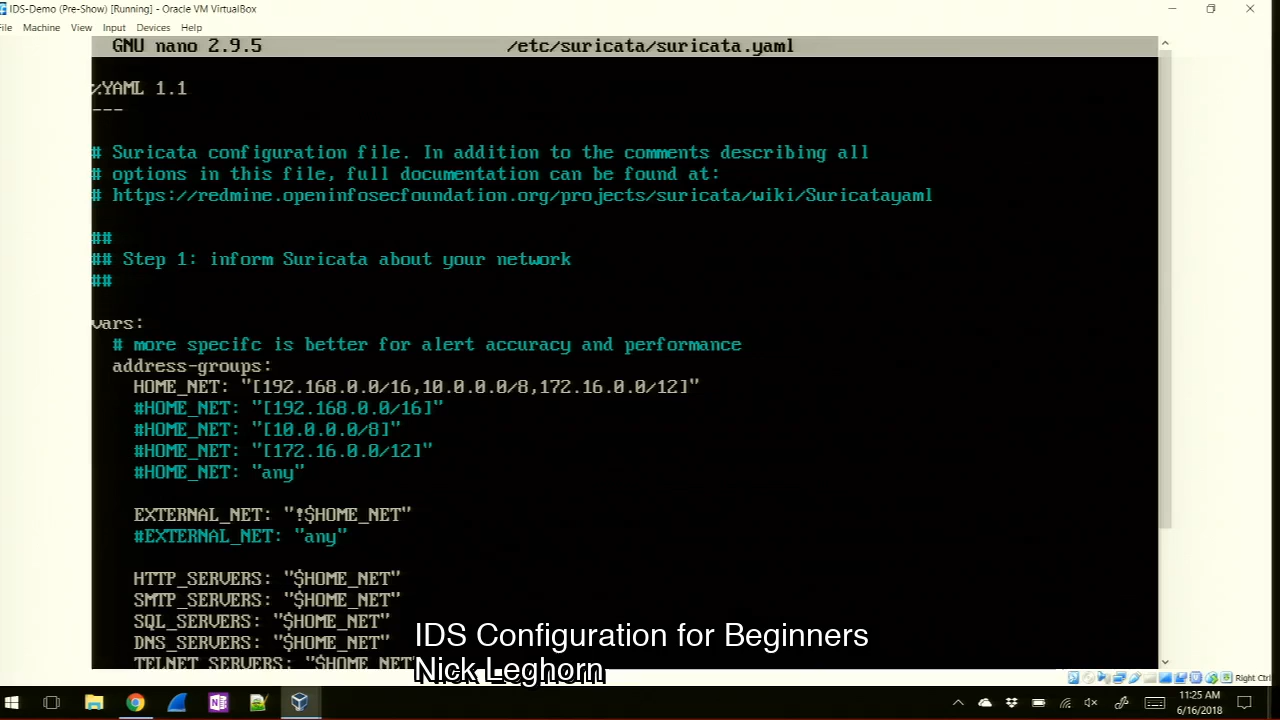 IDS-Demo (Pre-Show) [Running] - Oracle VM VirtualBox
File Machine View Input Devices Help
GNU nano 2.9.5 /etc/suricata/suricata.yaml
%YAML 1.1
---
# Suricata configuration file. In addition to the comments describing all
# options in this file, full documentation can be found at:
# https://redmine.openinfosecfoundation.org/projects/suricata/wiki/Suricatayaml
##
## Step 1: inform Suricata about your network
##
vars:
# more specifc is better for alert accuracy and performance
address-groups:
HOME_NET: "[192.168.0.0/16,10.0.0.0/8,172.16.0.0/12]"
#HOME_NET: "[192.168.0.0/16]"
#HOME_NET: "[10.0.0.0/8]"
#HOME_NET: "[172.16.0.0/12]"
#HOME_NET: "any"
EXTERNAL_NET: "!$HOME_NET"
#EXTERNAL_NET: "any"
HTTP_SERVERS: "$HOME_NET"
SMTP_SERVERS: "$HOME_NET"
SQL_SERVERS: "$HOME_NET"
DNS_SERVERS: "$HOME_NET"
TELNET_SERVERS: "$HOME_NET"
IDS Configuration for Beginners
Nick Leghorn
Right Ctrl
11:25 AM
6/16/2018